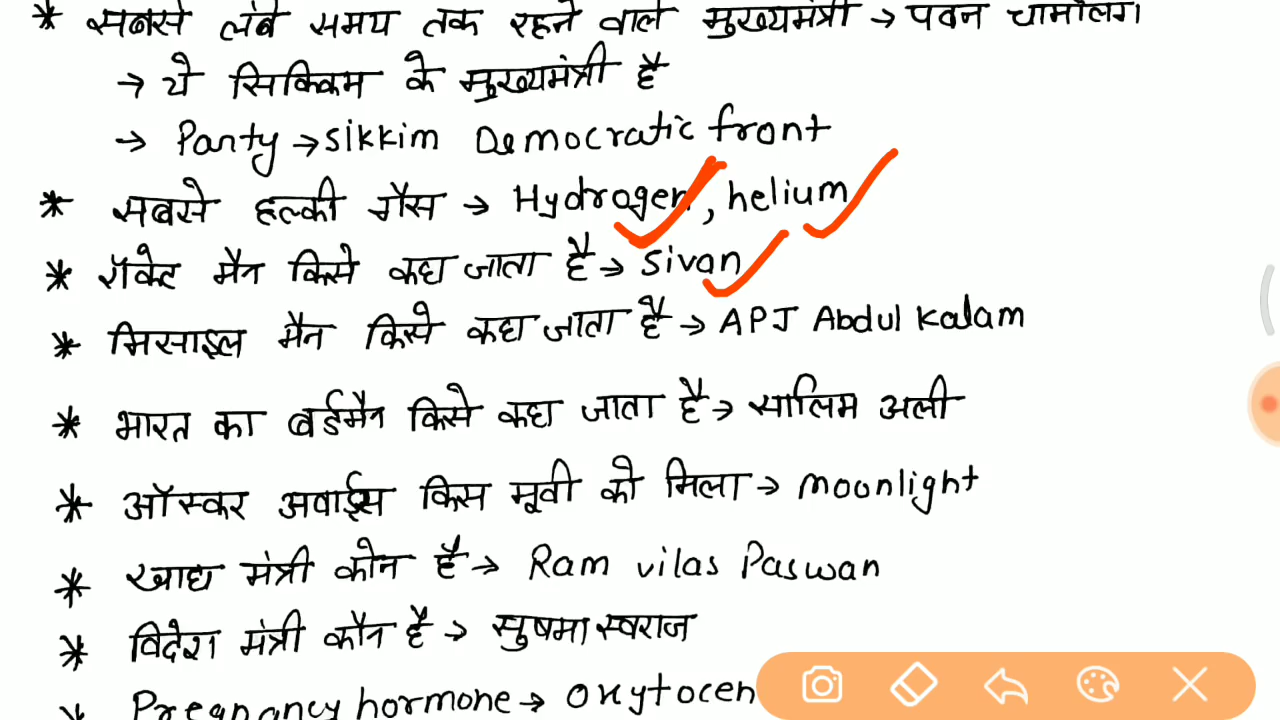 * सबसे लंबे समय तक रहने वाले मुख्यमंत्री → पवन चामलिंग
→ ये सिक्किम के मुख्यमंत्री है
→ Party → Sikkim Democratic front
* सबसे हल्की गैस → Hydrogen, helium
* रॉकेट मैन किसे कहा जाता है → Sivan
* मिसाइल मैन किसे कहा जाता है → APJ Abdul Kalam
* भारत का बर्डमैन किसे कहा जाता है → सालिम अली
* ऑस्कर अवार्ड्स किस मूवी को मिला → moonlight
* खाद्य मंत्री कौन है → Ram vilas Paswan
* विदेश मंत्री कौन है → सुषमा स्वराज
* Pregnancy hormone → oxytocen